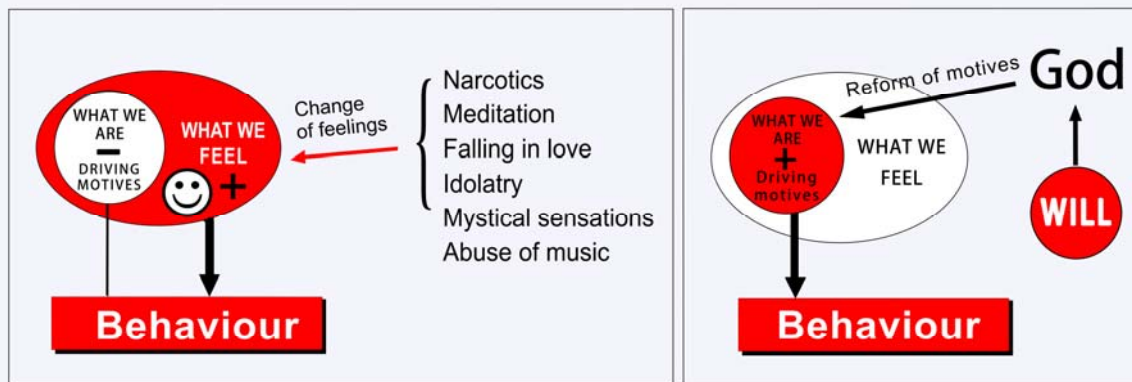 WHAT WE
ARE
–
DRIVING
MOTIVES
WHAT WE
FEEL
+
Change
of feelings
Narcotics
Meditation
Falling in love
Idolatry
Mystical sensations
Abuse of music
Behaviour
WHAT WE
ARE
+
Driving
motives
WHAT WE
FEEL
Reform of motives
God
WILL
Behaviour